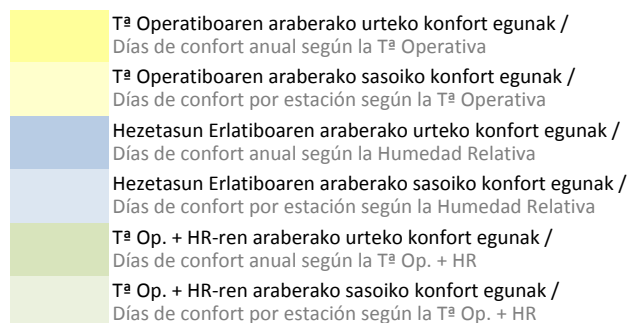 Tª Operatiboaren araberako urteko konfort egunak /
Días de confort anual según la Tª Operativa
Tª Operatiboaren araberako sasoiko konfort egunak /
Días de confort por estación según la Tª Operativa
Hezetasun Erlatiboaren araberako urteko konfort egunak /
Días de confort anual según la Humedad Relativa
Hezetasun Erlatiboaren araberako sasoiko konfort egunak /
Días de confort por estación según la Humedad Relativa
Tª Op. + HR-ren araberako urteko konfort egunak /
Días de confort anual según la Tª Op. + HR
Tª Op. + HR-ren araberako sasoiko konfort egunak /
Días de confort por estación según la Tª Op. + HR